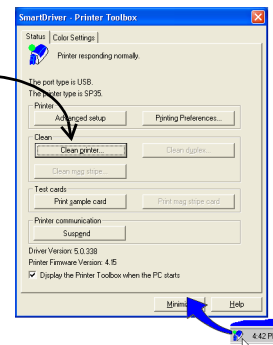 SmartDriver - Printer Toolbox
Status Color Settings
Printer responding normally.
The port type is USB.
The printer type is SP35.
Printer
Advanced setup Printing Preferences...
Clean
Clean printer... Clean duplex...
Clean mag stripe...
Test cards
Print sample card Print mag stripe card
Printer communication
Suspend
Driver Version: 5.0.338
Printer Firmware Version: 4.15
Display the Printer Toolbox when the PC starts
Help
4:42